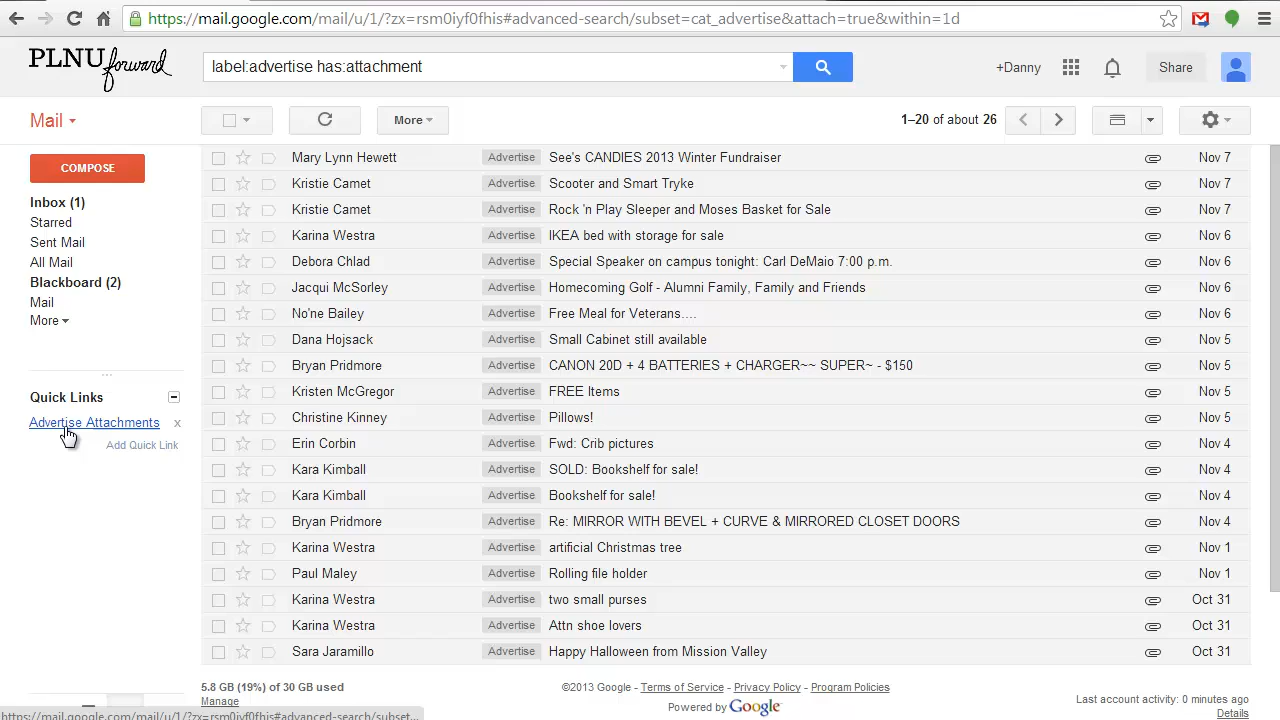 https://mail.google.com/mail/u/1/?zx=rsm0iyf0fhis#advanced-search/subset=cat_advertise&attach=true&within=1d
PLNU forward
label:advertise has:attachment
+Danny
Share
Mail
More
1–20 of about 26
COMPOSE
Inbox (1)
Starred
Sent Mail
All Mail
Blackboard (2)
Mail
More
Quick Links
Advertise Attachments x
Add Quick Link
Mary Lynn Hewett Advertise See's CANDIES 2013 Winter Fundraiser Nov 7
Kristie Camet Advertise Scooter and Smart Tryke Nov 7
Kristie Camet Advertise Rock 'n Play Sleeper and Moses Basket for Sale Nov 7
Karina Westra Advertise IKEA bed with storage for sale Nov 6
Debora Chlad Advertise Special Speaker on campus tonight: Carl DeMaio 7:00 p.m. Nov 6
Jacqui McSorley Advertise Homecoming Golf - Alumni Family, Family and Friends Nov 6
No'ne Bailey Advertise Free Meal for Veterans.... Nov 6
Dana Hojsack Advertise Small Cabinet still available Nov 5
Bryan Pridmore Advertise CANON 20D + 4 BATTERIES + CHARGER~~ SUPER~ - $150 Nov 5
Kristen McGregor Advertise FREE Items Nov 5
Christine Kinney Advertise Pillows! Nov 5
Erin Corbin Advertise Fwd: Crib pictures Nov 4
Kara Kimball Advertise SOLD: Bookshelf for sale! Nov 4
Kara Kimball Advertise Bookshelf for sale! Nov 4
Bryan Pridmore Advertise Re: MIRROR WITH BEVEL + CURVE & MIRRORED CLOSET DOORS Nov 4
Karina Westra Advertise artificial Christmas tree Nov 1
Paul Maley Advertise Rolling file holder Nov 1
Karina Westra Advertise two small purses Oct 31
Karina Westra Advertise Attn shoe lovers Oct 31
Sara Jaramillo Advertise Happy Halloween from Mission Valley Oct 31
5.8 GB (19%) of 30 GB used
Manage
©2013 Google - Terms of Service - Privacy Policy - Program Policies
Powered by Google
Last account activity: 0 minutes ago
Details
https://mail.google.com/mail/u/1/?zx=rsm0iyf0fhis#advanced-search/subset...